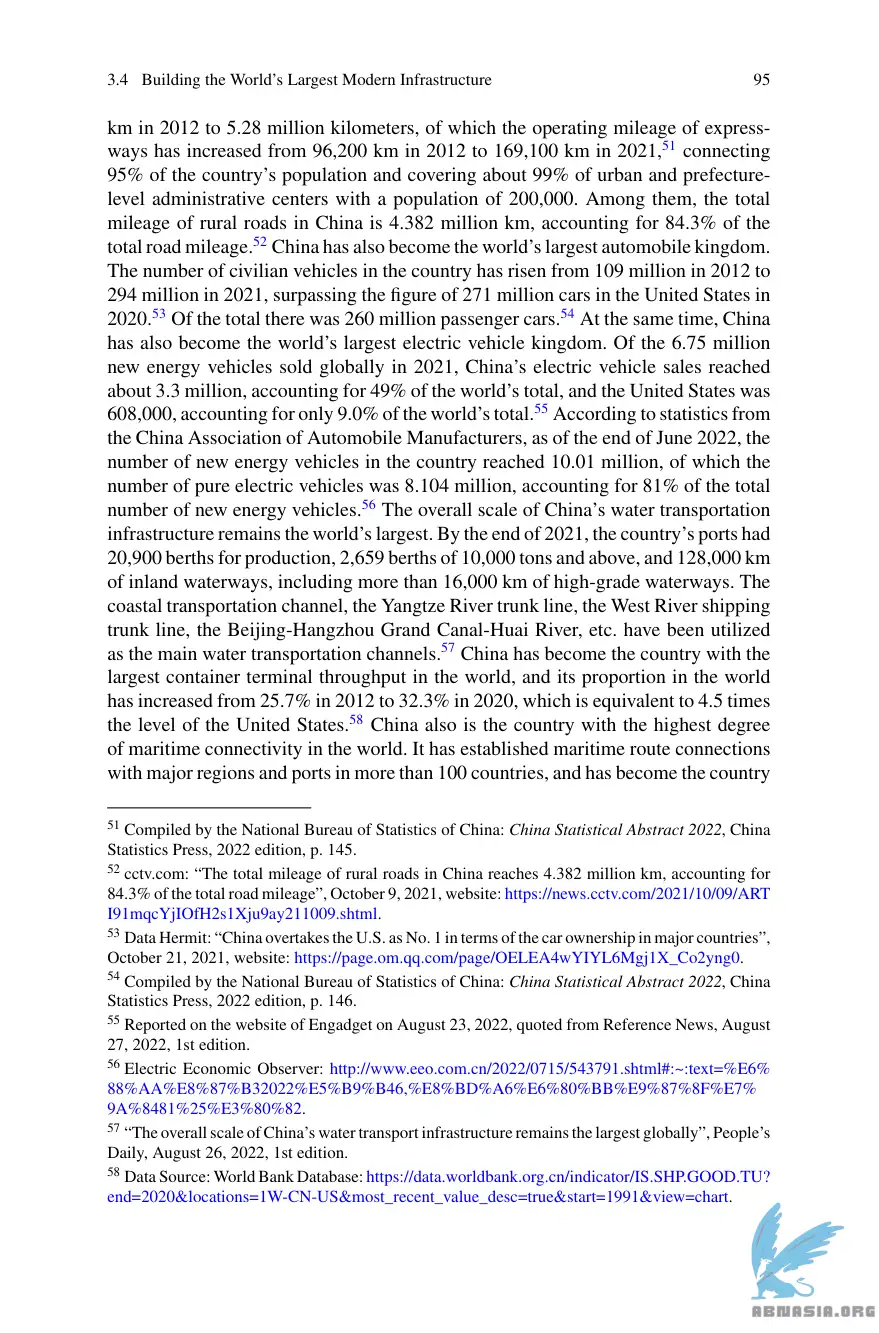 3.4 Building the World’s Largest Modern Infrastructure 95
km in 2012 to 5.28 million kilometers, of which the operating mileage of express-
ways has increased from 96,200 km in 2012 to 169,100 km in 2021,51 connecting
95% of the country’s population and covering about 99% of urban and prefecture-
level administrative centers with a population of 200,000. Among them, the total
mileage of rural roads in China is 4.382 million km, accounting for 84.3% of the
total road mileage.52 China has also become the world’s largest automobile kingdom.
The number of civilian vehicles in the country has risen from 109 million in 2012 to
294 million in 2021, surpassing the figure of 271 million cars in the United States in
2020.53 Of the total there was 260 million passenger cars.54 At the same time, China
has also become the world’s largest electric vehicle kingdom. Of the 6.75 million
new energy vehicles sold globally in 2021, China’s electric vehicle sales reached
about 3.3 million, accounting for 49% of the world’s total, and the United States was
608,000, accounting for only 9.0% of the world’s total.55 According to statistics from
the China Association of Automobile Manufacturers, as of the end of June 2022, the
number of new energy vehicles in the country reached 10.01 million, of which the
number of pure electric vehicles was 8.104 million, accounting for 81% of the total
number of new energy vehicles.56 The overall scale of China’s water transportation
infrastructure remains the world’s largest. By the end of 2021, the country’s ports had
20,900 berths for production, 2,659 berths of 10,000 tons and above, and 128,000 km
of inland waterways, including more than 16,000 km of high-grade waterways. The
coastal transportation channel, the Yangtze River trunk line, the West River shipping
trunk line, the Beijing-Hangzhou Grand Canal-Huai River, etc. have been utilized
as the main water transportation channels.57 China has become the country with the
largest container terminal throughput in the world, and its proportion in the world
has increased from 25.7% in 2012 to 32.3% in 2020, which is equivalent to 4.5 times
the level of the United States.58 China also is the country with the highest degree
of maritime connectivity in the world. It has established maritime route connections
with major regions and ports in more than 100 countries, and has become the country
51 Compiled by the National Bureau of Statistics of China: China Statistical Abstract 2022, China
Statistics Press, 2022 edition, p. 145.
52 cctv.com: “The total mileage of rural roads in China reaches 4.382 million km, accounting for
84.3% of the total road mileage”, October 9, 2021, website: https://news.cctv.com/2021/10/09/ART
I91mqcYjIOfH2s1Xju9ay211009.shtml.
53 Data Hermit: “China overtakes the U.S. as No. 1 in terms of the car ownership in major countries”,
October 21, 2021, website: https://page.om.qq.com/page/OELEA4wYIYL6Mgj1X_Co2yng0.
54 Compiled by the National Bureau of Statistics of China: China Statistical Abstract 2022, China
Statistics Press, 2022 edition, p. 146.
55 Reported on the website of Engadget on August 23, 2022, quoted from Reference News, August
27, 2022, 1st edition.
56 Electric Economic Observer: http://www.eeo.com.cn/2022/0715/543791.shtml#:~:text=%E6%
88%AA%E8%87%B32022%E5%B9%B46,%E8%BD%A6%E6%80%BB%E9%87%8F%E7%
9A%8481%25%E3%80%82.
57 “The overall scale of China’s water transport infrastructure remains the largest globally”, People’s
Daily, August 26, 2022, 1st edition.
58 Data Source: World Bank Database: https://data.worldbank.org.cn/indicator/IS.SHP.GOOD.TU?
end=2020&locations=1W-CN-US&most_recent_value_desc=true&start=1991&view=chart.
ABNASIA.ORG